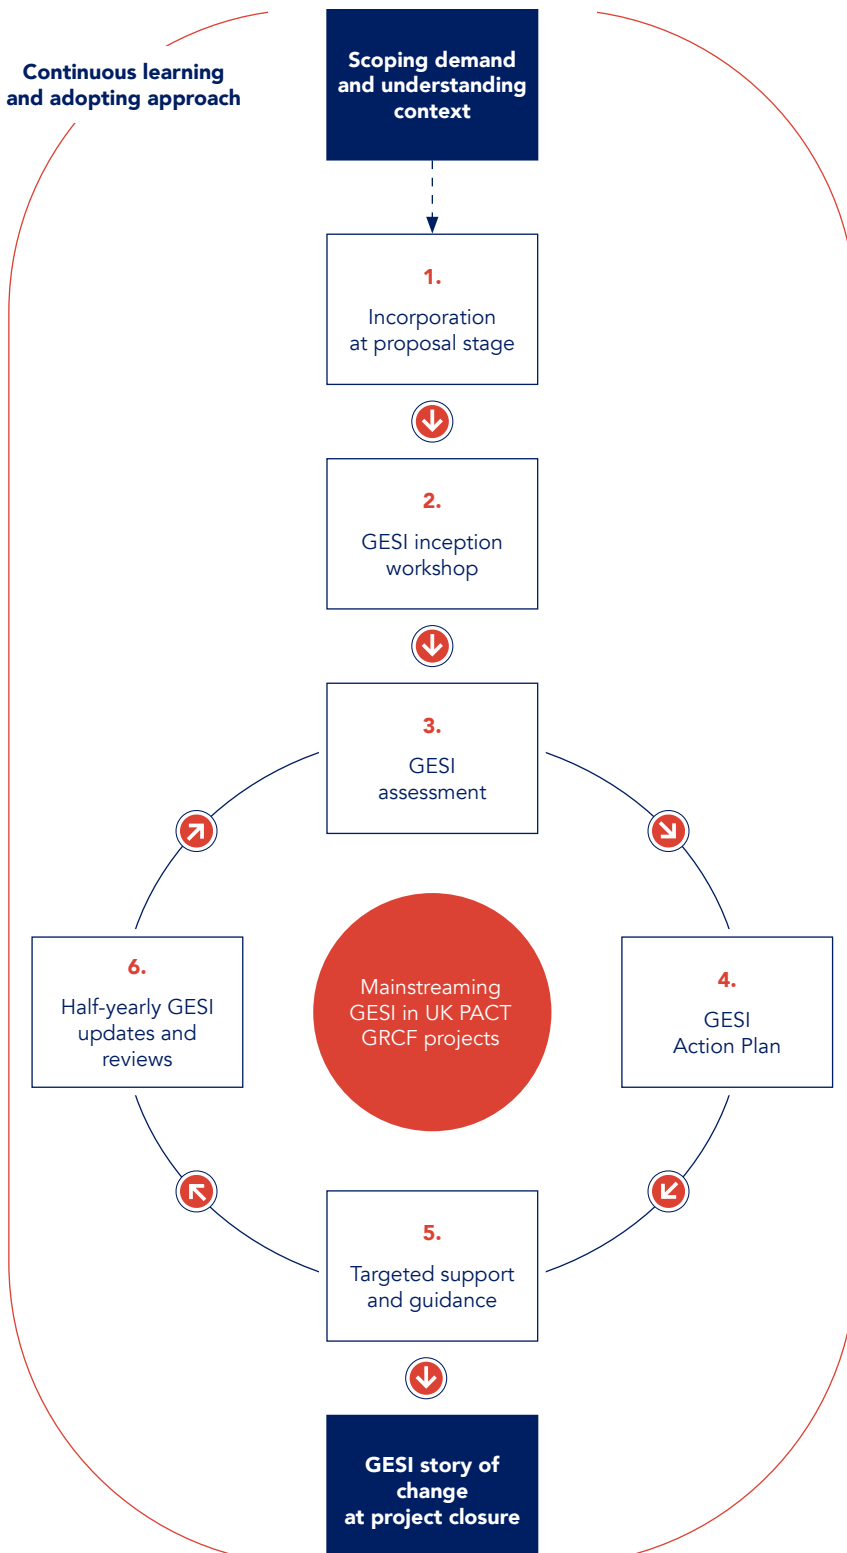 Continuous learning
and adopting approach
Scoping demand
and understanding
context
1.
Incorporation
at proposal stage
2.
GESI inception
workshop
3.
GESI
assessment
6.
Half-yearly GESI
updates and
reviews
Mainstreaming
GESI in UK PACT
GRCF projects
4.
GESI
Action Plan
5.
Targeted support
and guidance
GESI story of
change
at project closure